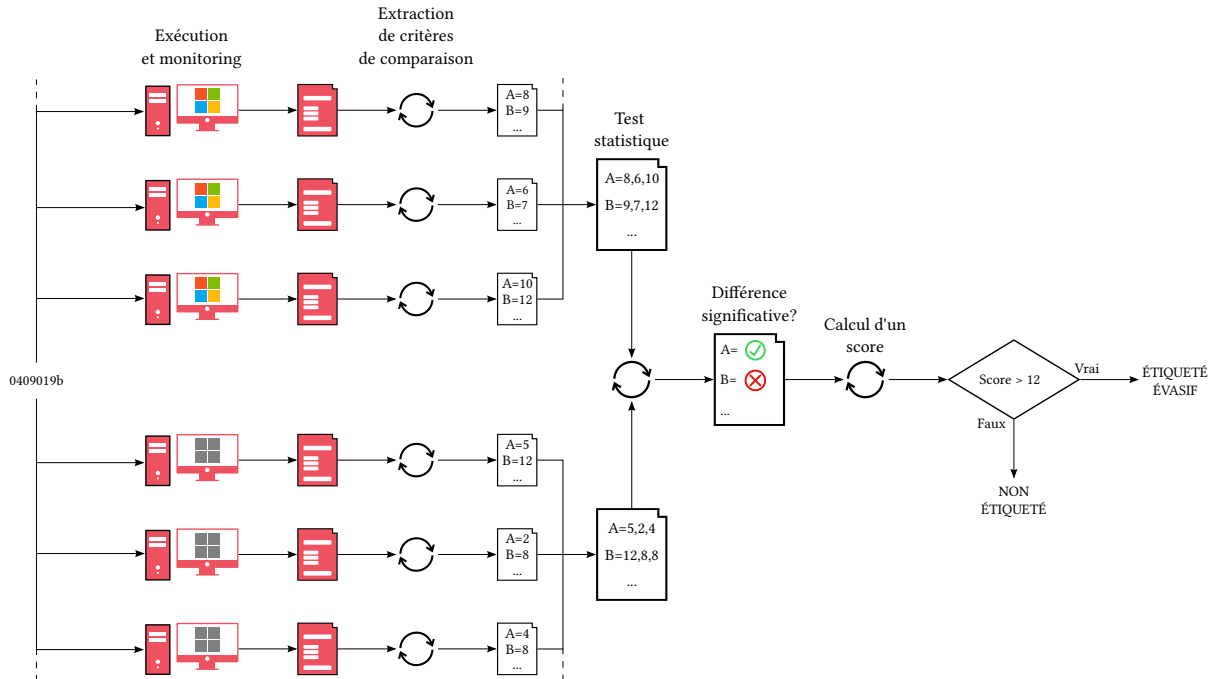 Exécution
et monitoring
Extraction
de critères
de comparaison
A=8
B=9
...
A=6
B=7
...
A=10
B=12
...
Test
statistique
A=8,6,10
B=9,7,12
...
0409019b
A=5
B=12
...
A=2
B=8
...
A=4
B=8
...
A=5,2,4
B=12,8,8
...
Différence
significative?
A=
B=
...
Calcul d'un
score
Score > 12
Vrai
ÉTIQUETÉ
ÉVASIF
Faux
NON
ÉTIQUETÉ